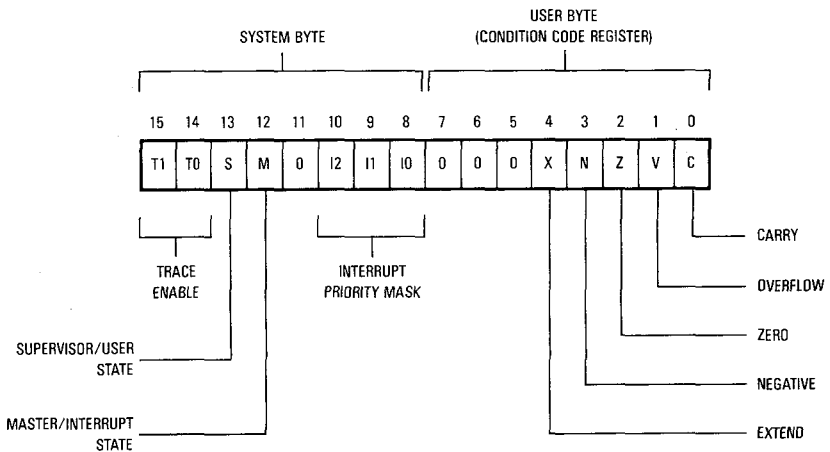 USER BYTE
SYSTEM BYTE (CONDITION CODE REGISTER)
15 14 13 12 11 10 9 8 7 6 5 4 3 2 1 0
T1 T0 S M 0 I2 I1 I0 0 0 0 X N Z V C
TRACE
ENABLE
INTERRUPT
PRIORITY MASK
CARRY
OVERFLOW
ZERO
NEGATIVE
EXTEND
SUPERVISOR/USER
STATE
MASTER/INTERRUPT
STATE